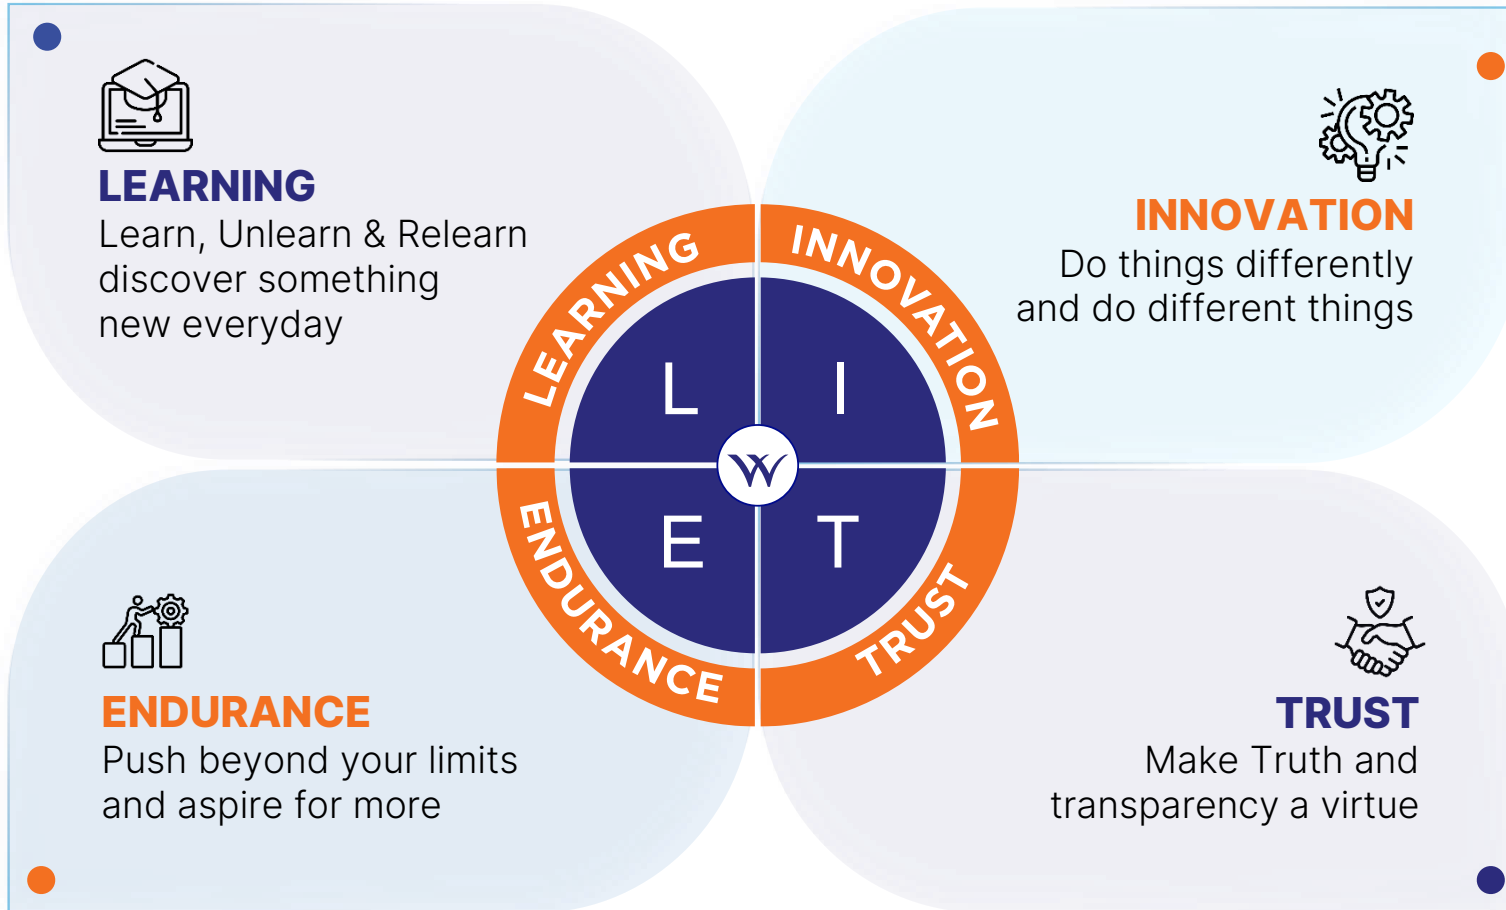 LEARNING
Learn, Unlearn & Relearn
discover something
new everyday
INNOVATION
Do things differently
and do different things
LEARNING
INNOVATION
L
I
W
E
T
ENDURANCE
TRUST
ENDURANCE
Push beyond your limits
and aspire for more
TRUST
Make Truth and
transparency a virtue